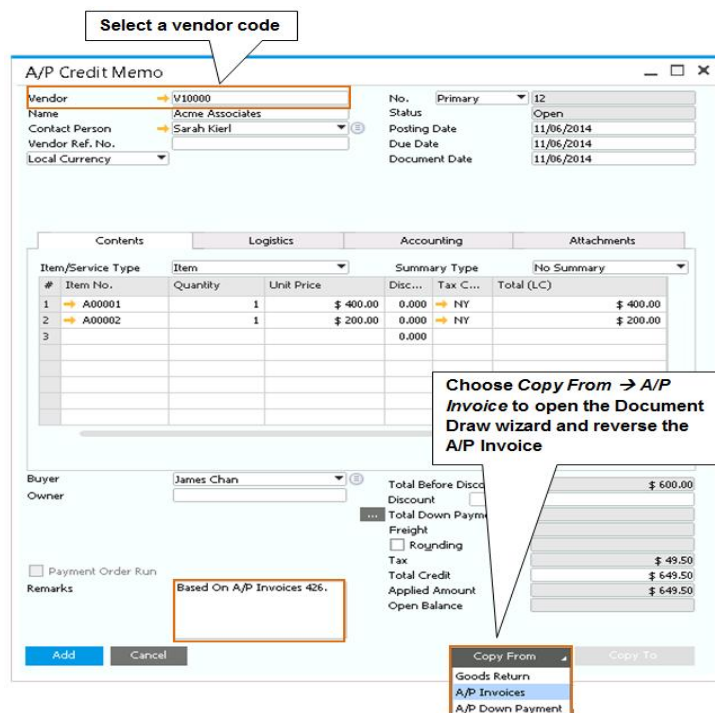 Select a vendor code
A/P Credit Memo
Vendor V10000 No. Primary 12
Name Acme Associates Status Open
Contact Person Sarah Kierl Posting Date 11/06/2014
Vendor Ref. No. Due Date 11/06/2014
Local Currency Document Date 11/06/2014
Contents Logistics Accounting Attachments
Item/Service Type Item Summary Type No Summary
# Item No. Quantity Unit Price Disc... Tax C... Total (LC)
1 A00001 1 $ 400.00 0.000 NY $ 400.00
2 A00002 1 $ 200.00 0.000 NY $ 200.00
3 0.000
Choose Copy From → A/P
Invoice to open the Document
Draw wizard and reverse the
A/P Invoice
Buyer James Chan Total Before Disco $ 600.00
Owner Discount
... Total Down Payme
Freight
Rounding
Tax $ 49.50
Payment Order Run Total Credit $ 649.50
Remarks Based On A/P Invoices 426. Applied Amount $ 649.50
Open Balance
Add Cancel Copy From Copy To
Goods Return
A/P Invoices
A/P Down Payment